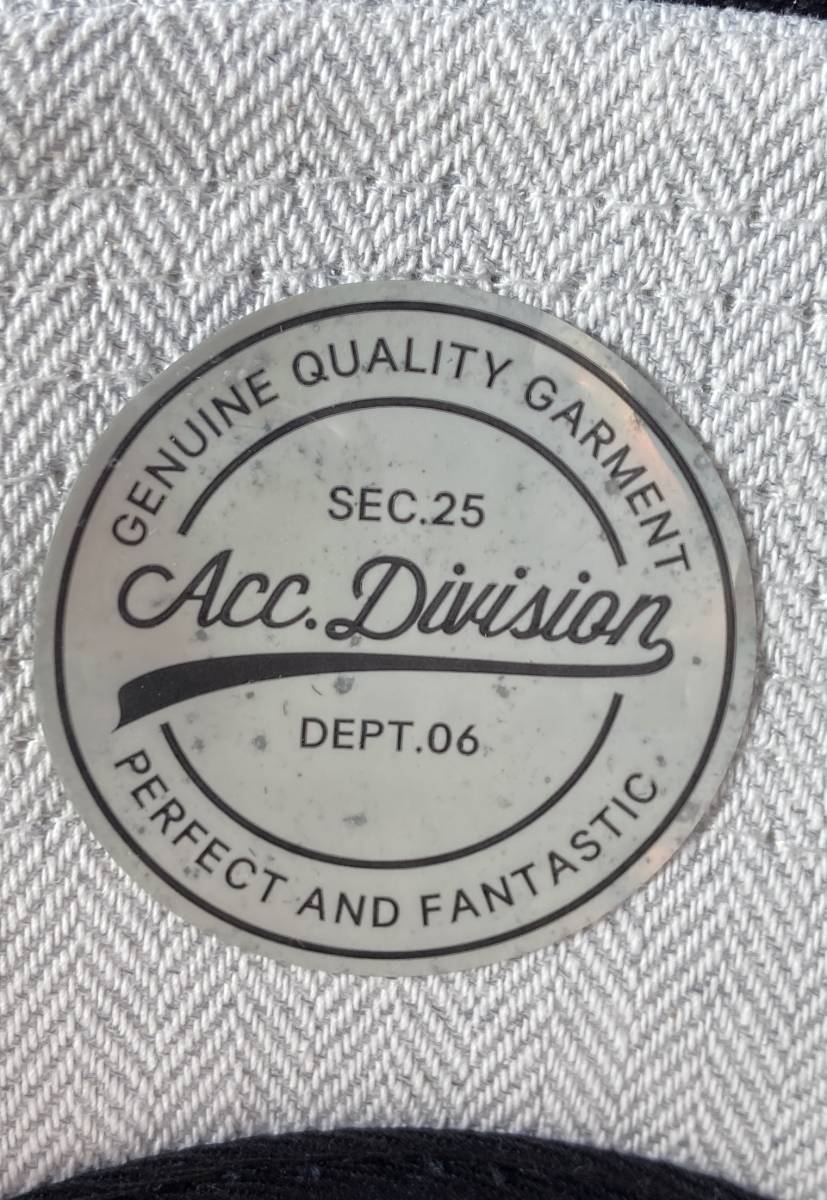 GENUINE QUALITY GARMENT
SEC.25
Acc. Division
DEPT.06
PERFECT AND FANTASTIC